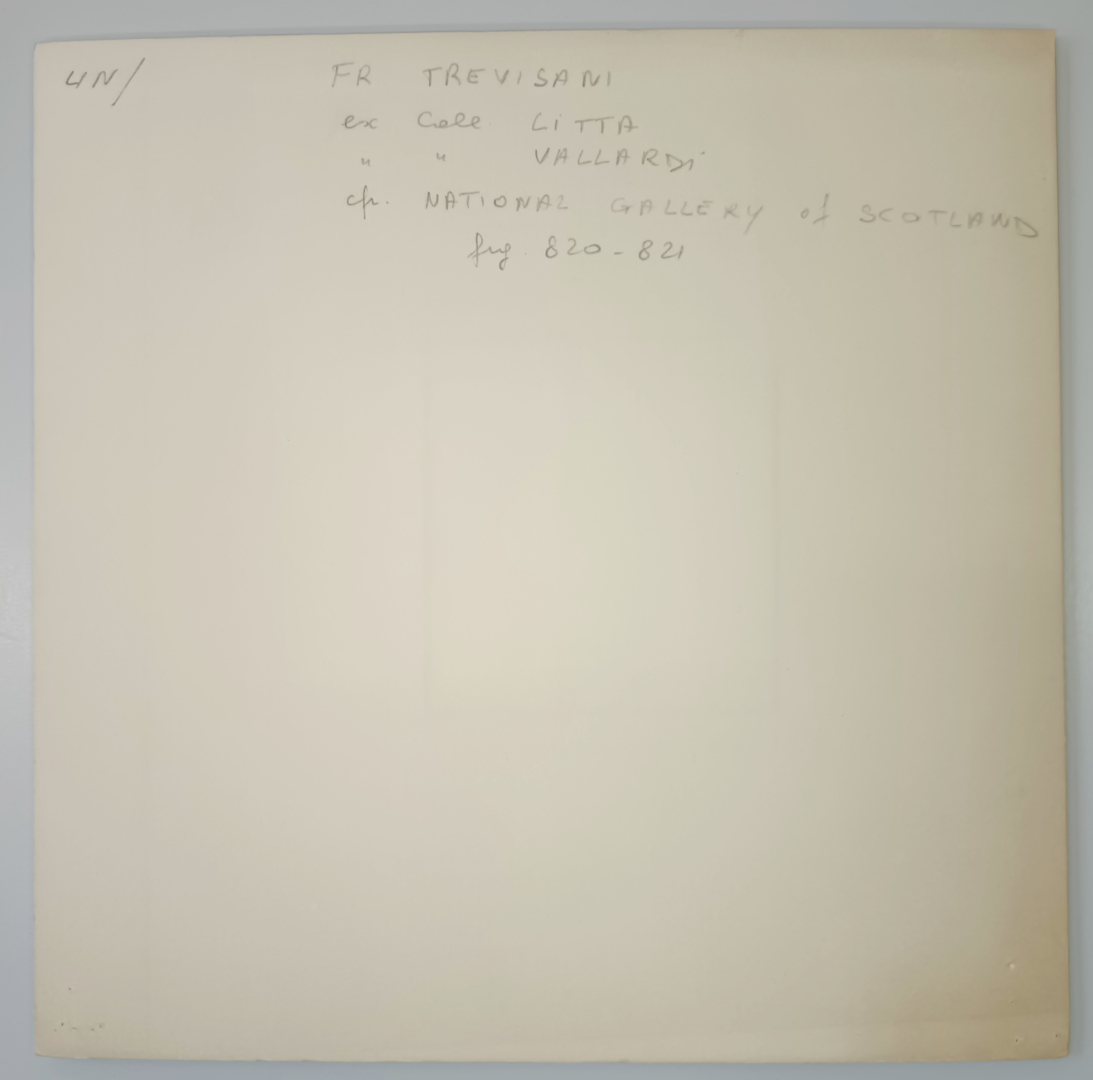 4N/ FR TREVISANI
ex Coll. LiTTA
" " VALLARDi
cfr. NATIONAL GALLERY of SCOTLAND
fig. 820-821